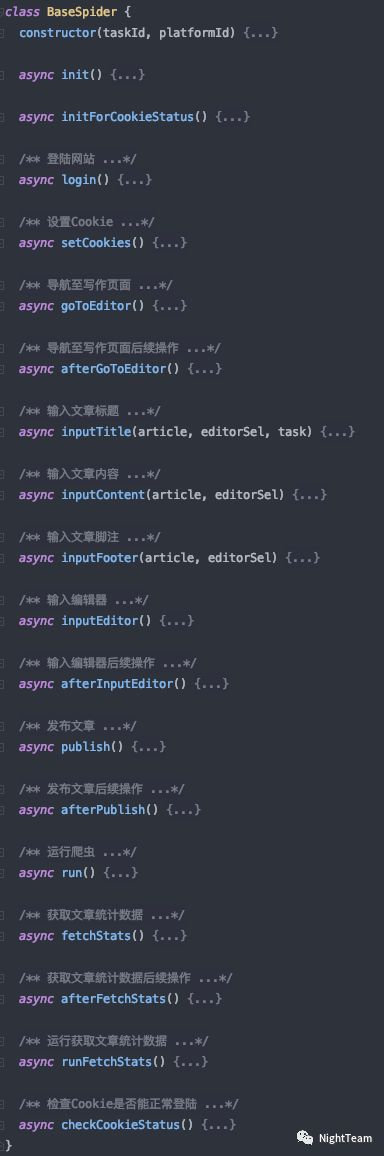 class BaseSpider {
constructor(taskId, platformId) {...}
async init() {...}
async initForCookieStatus() {...}
/** 登陆网站 ...*/
async login() {...}
/** 设置Cookie ...*/
async setCookies() {...}
/** 导航至写作页面 ...*/
async goToEditor() {...}
/** 导航至写作页面后续操作 ...*/
async afterGoToEditor() {...}
/** 输入文章标题 ...*/
async inputTitle(article, editorSel, task) {...}
/** 输入文章内容 ...*/
async inputContent(article, editorSel) {...}
/** 输入文章脚注 ...*/
async inputFooter(article, editorSel) {...}
/** 输入编辑器 ...*/
async inputEditor() {...}
/** 输入编辑器后续操作 ...*/
async afterInputEditor() {...}
/** 发布文章 ...*/
async publish() {...}
/** 发布文章后续操作 ...*/
async afterPublish() {...}
/** 运行爬虫 ...*/
async run() {...}
/** 获取文章统计数据 ...*/
async fetchStats() {...}
/** 获取文章统计数据后续操作 ...*/
async afterFetchStats() {...}
/** 运行获取文章统计数据 ...*/
async runFetchStats() {...}
/** 检查Cookie是否能正常登陆 ...*/
async checkCookieStatus() {...}
}
NightTeam